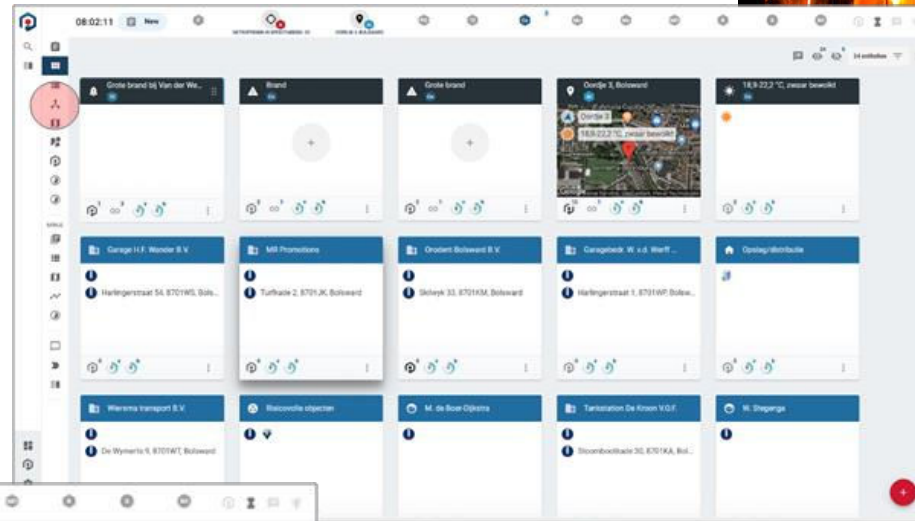 08:02:11
New
14 entiteiten
Grote brand bij Van der We...
Brand
Grote brand
Oordje 3, Bolsward
18,9-22,2 °C, zwaar bewolkt
Oordje 3
18,9-22,2 °C, zwaar bewolkt
Garage H.F. Wander B.V.
MR Promotions
Grodent Bolsward B.V.
Garagebedr. W. v.d. Werff ...
Opslag/distributie
Harlingerstraat 54, 8701WS, Bols...
Turfkade 2, 8701JK, Bolsward
Skilwyk 33, 8701KM, Bolsward
Harlingerstraat 1, 8701WP, Bolsw...
Wiersma transport B.V.
Risicovolle objecten
M. de Boer-Dijkstra
Tankstation De Kroon V.O.F.
W. Stegenga
De Wymerts 9, 8701WT, Bolsward
Stoombootkade 30, 8701KA, Bol...